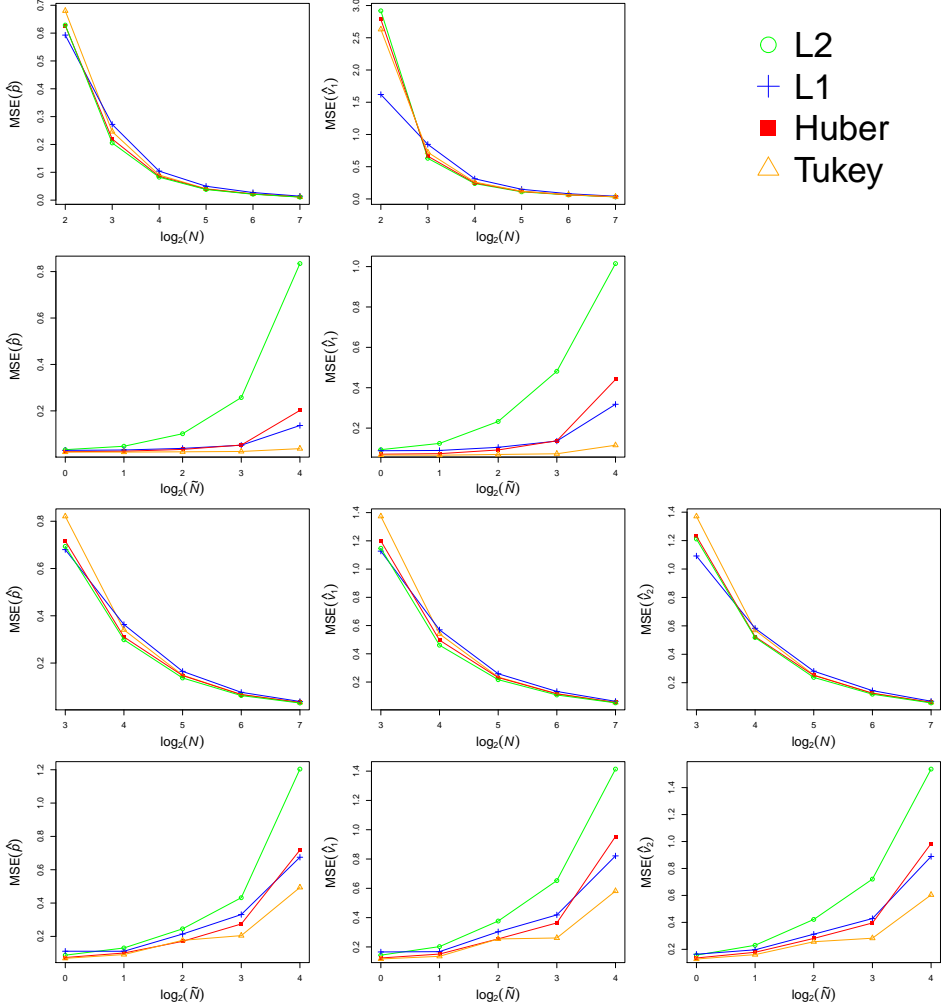 L2
L1
Huber
Tukey
MSE(p̂)
0.0 0.1 0.2 0.3 0.4 0.5 0.6 0.7
2 3 4 5 6 7
log₂(N)
MSE(v̂₁)
0.0 0.5 1.0 1.5 2.0 2.5 3.0
2 3 4 5 6 7
log₂(N)
MSE(p̂)
0.2 0.4 0.6 0.8
0 1 2 3 4
log₂(Ñ)
MSE(v̂₁)
0.2 0.4 0.6 0.8 1.0
0 1 2 3 4
log₂(Ñ)
MSE(p̂)
0.2 0.4 0.6 0.8
3 4 5 6 7
log₂(N)
MSE(v̂₁)
0.2 0.4 0.6 0.8 1.0 1.2 1.4
3 4 5 6 7
log₂(N)
MSE(v̂₂)
0.2 0.4 0.6 0.8 1.0 1.2 1.4
3 4 5 6 7
log₂(N)
MSE(p̂)
0.2 0.4 0.6 0.8 1.0 1.2
0 1 2 3 4
log₂(Ñ)
MSE(v̂₁)
0.2 0.4 0.6 0.8 1.0 1.2 1.4
0 1 2 3 4
log₂(Ñ)
MSE(v̂₂)
0.2 0.4 0.6 0.8 1.0 1.2 1.4
0 1 2 3 4
log₂(Ñ)